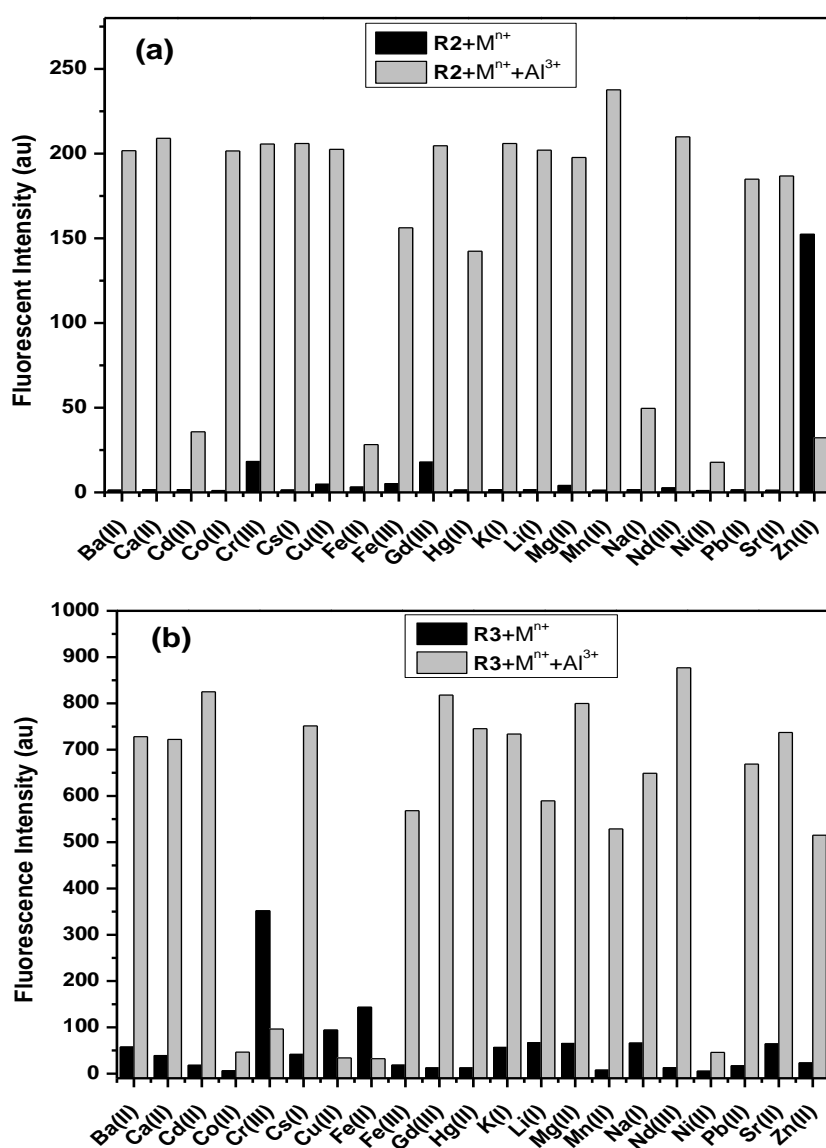 (a)
R2+Mn+
R2+Mn++Al3+
Fluorescent Intensity (au)
250
200
150
100
50
0
Ba(II) Ca(II) Cd(II) Co(II) Cr(III) Cs(I) Cu(II) Fe(II) Fe(III) Gd(III) Hg(II) K(I) Li(I) Mg(II) Mn(II) Na(I) Nd(III) Ni(II) Pb(II) Sr(II) Zn(II)
(b)
R3+Mn+
R3+Mn++Al3+
Fluorescence Intensity (au)
1000
900
800
700
600
500
400
300
200
100
0
Ba(II) Ca(II) Cd(II) Co(I) Cr(III) Cs(I) Cu(II) Fe(II) Fe(III) Gd(III) Hg(II) K(I) Li(I) Mg(II) Mn(II) Na(I) Nd(III) Ni(II) Pb(II) Sr(II) Zn(II)